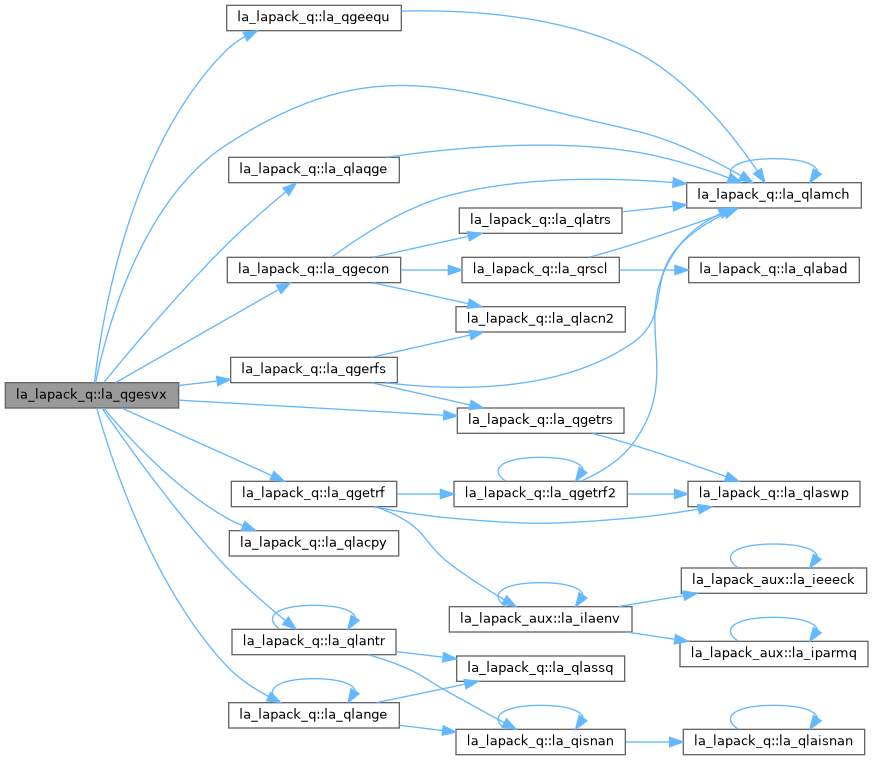 la_lapack_q::la_qgeequ
la_lapack_q::la_qlaqge
la_lapack_q::la_qlamch
la_lapack_q::la_qlatrs
la_lapack_q::la_qgecon
la_lapack_q::la_qrscl
la_lapack_q::la_qlabad
la_lapack_q::la_qlacn2
la_lapack_q::la_qgerfs
la_lapack_q::la_qgesvx
la_lapack_q::la_qgetrs
la_lapack_q::la_qgetrf
la_lapack_q::la_qgetrf2
la_lapack_q::la_qlaswp
la_lapack_q::la_qlacpy
la_lapack_aux::la_ieeeck
la_lapack_aux::la_ilaenv
la_lapack_q::la_qlantr
la_lapack_aux::la_iparmq
la_lapack_q::la_qlassq
la_lapack_q::la_qlange
la_lapack_q::la_qisnan
la_lapack_q::la_qlaisnan